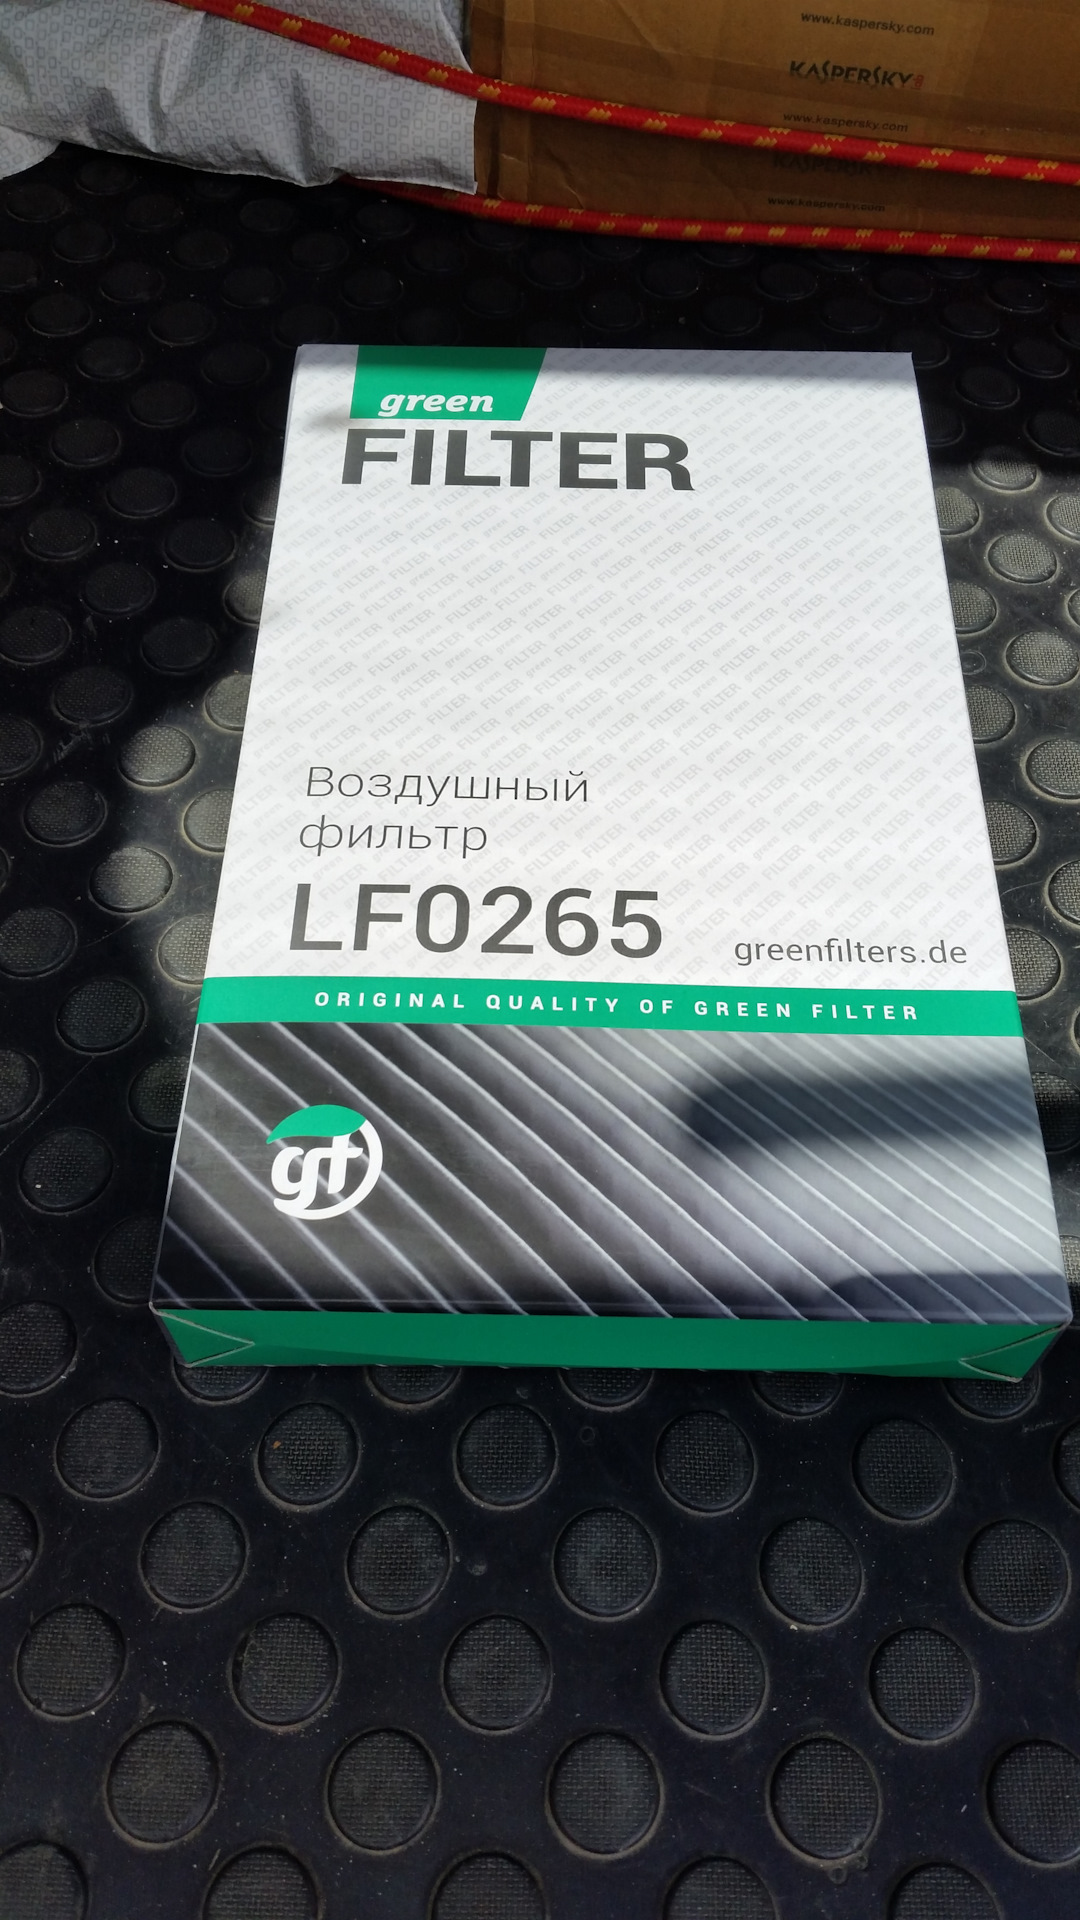 www.kaspersky.com
KASPERSKY
www.kaspersky.com
KASPERSKY
www.kaspersky.com
green
FILTER
Воздушный
фильтр
LF0265
greenfilters.de
ORIGINAL QUALITY OF GREEN FILTER
gf